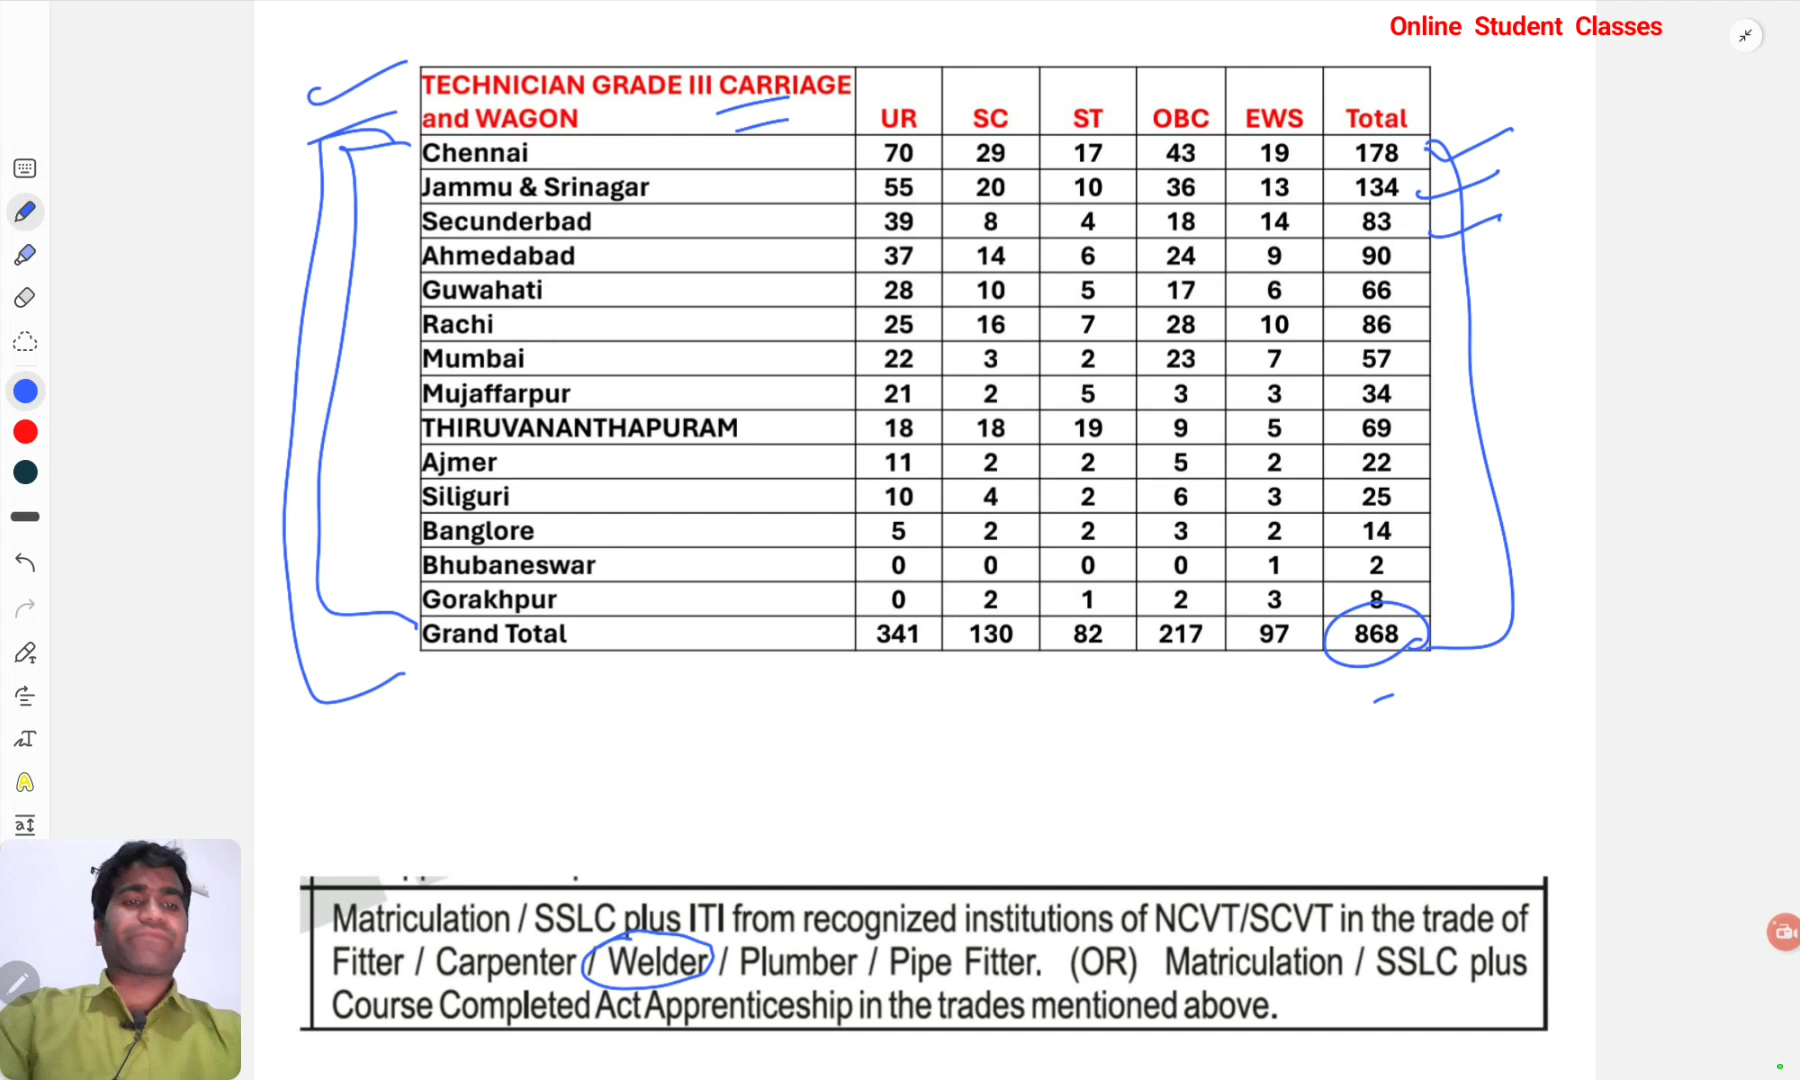 Online Student Classes
TECHNICIAN GRADE III CARRIAGE
and WAGON UR SC ST OBC EWS Total
Chennai 70 29 17 43 19 178
Jammu & Srinagar 55 20 10 36 13 134
Secunderbad 39 8 4 18 14 83
Ahmedabad 37 14 6 24 9 90
Guwahati 28 10 5 17 6 66
Rachi 25 16 7 28 10 86
Mumbai 22 3 2 23 7 57
Mujaffarpur 21 2 5 3 3 34
THIRUVANANTHAPURAM 18 18 19 9 5 69
Ajmer 11 2 2 5 2 22
Siliguri 10 4 2 6 3 25
Banglore 5 2 2 3 2 14
Bhubaneswar 0 0 0 0 1 2
Gorakhpur 0 2 1 2 3 8
Grand Total 341 130 82 217 97 868
Matriculation / SSLC plus ITI from recognized institutions of NCVT/SCVT in the trade of
Fitter / Carpenter / Welder / Plumber / Pipe Fitter. (OR) Matriculation / SSLC plus
Course Completed Act Apprenticeship in the trades mentioned above.